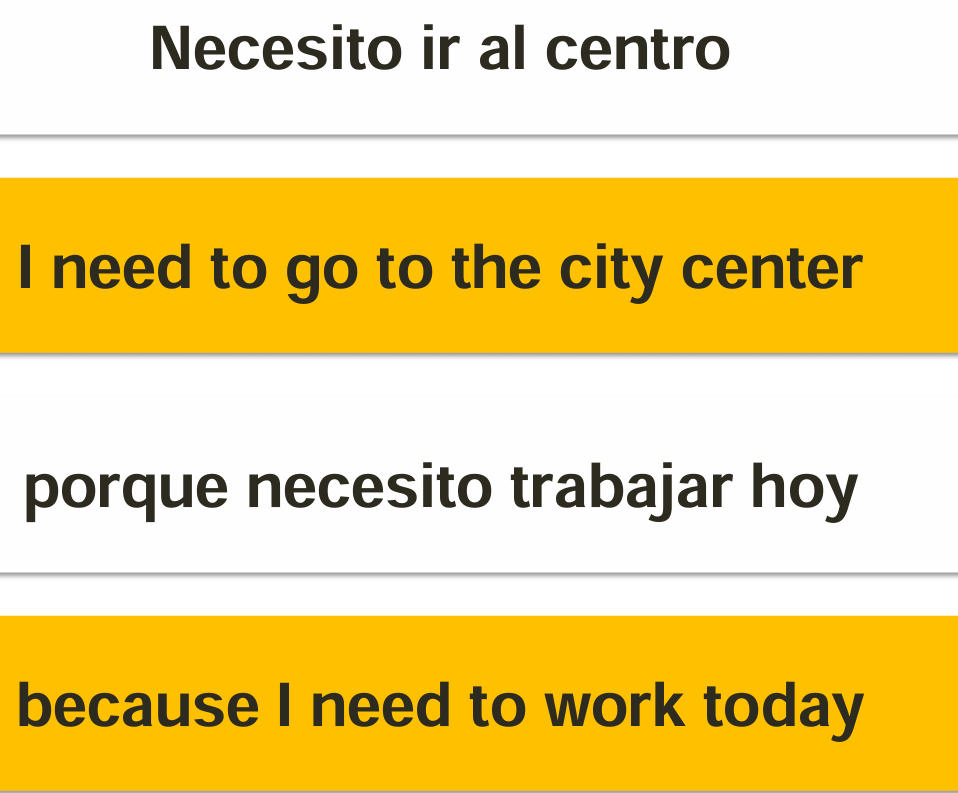 Necesito ir al centro
I need to go to the city center
porque necesito trabajar hoy
because I need to work today